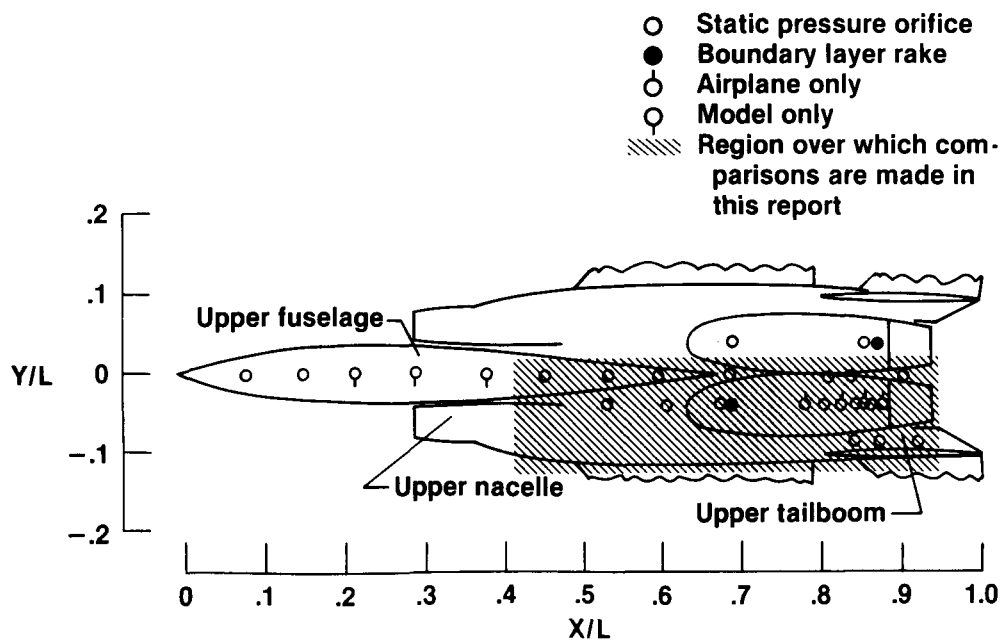 Static pressure orifice
Boundary layer rake
Airplane only
Model only
Region over which com-
parisons are made in
this report
.2
.1
Upper fuselage
Y/L
0
-.1
Upper nacelle
Upper tailboom
-.2
0 .1 .2 .3 .4 .5 .6 .7 .8 .9 1.0
X/L